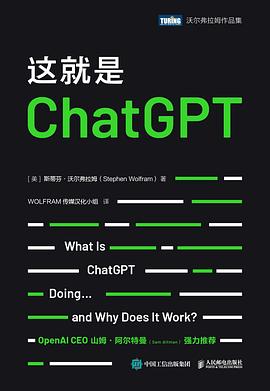 TURING 沃尔弗拉姆作品集
这就是
ChatGPT
[美] 斯蒂芬·沃尔弗拉姆(Stephen Wolfram) 著
WOLFRAM 传媒汉化小组 译
What Is
ChatGPT
Doing...
and Why Does It Work?
OpenAI CEO 山姆·阿尔特曼(Sam Altman) 强力推荐
中国工信出版集团 人民邮电出版社
POSTS & TELECOM PRESS